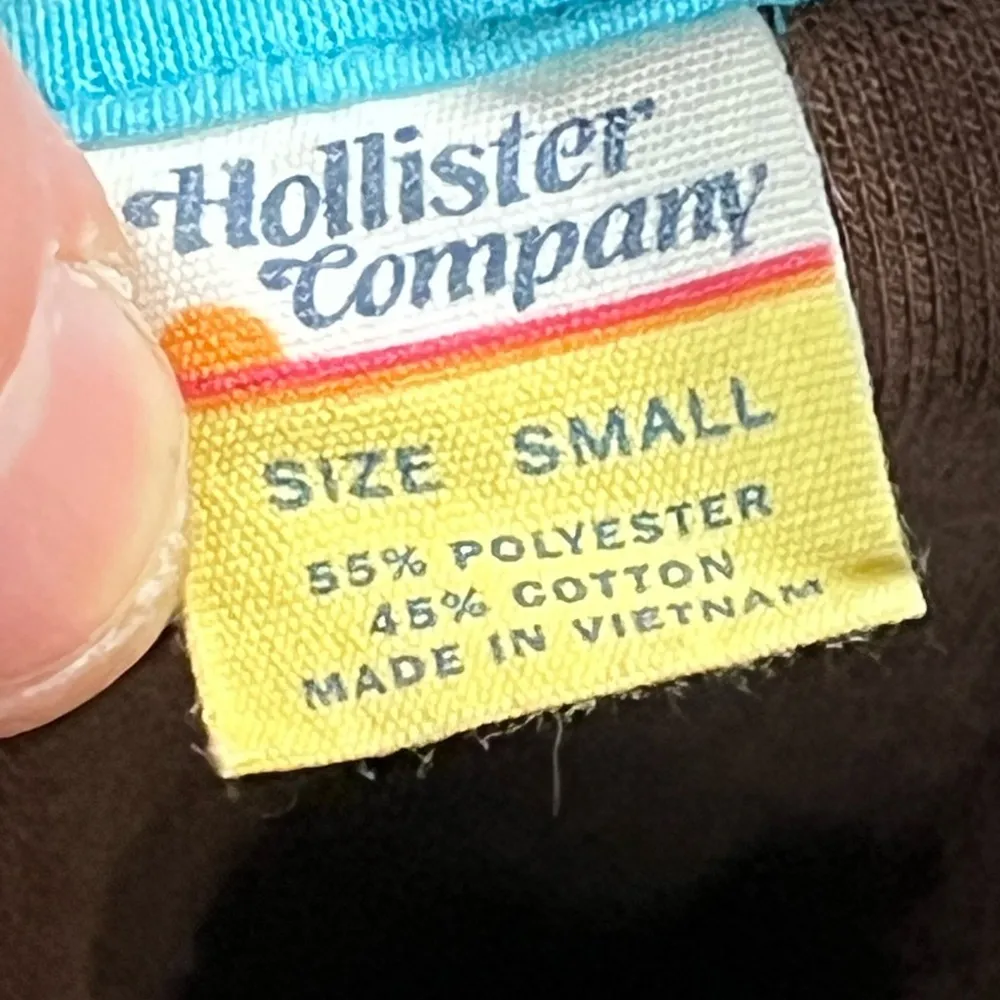 Hollister
Company
SIZE SMALL
55% POLYESTER
45% COTTON
MADE IN VIETNAM